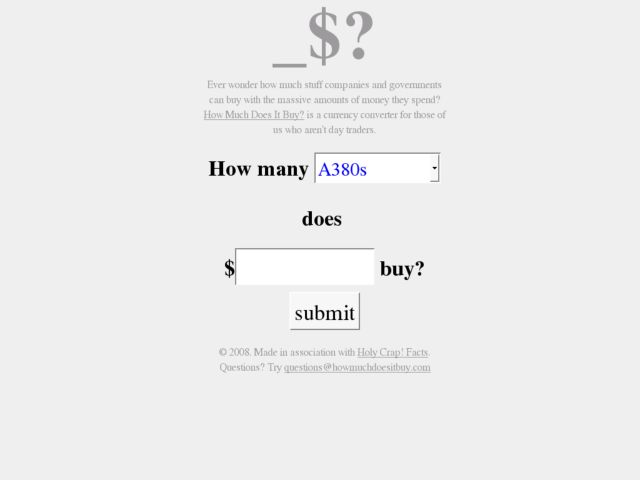 _$?
Ever wonder how much stuff companies and governments
can buy with the massive amounts of money they spend?
How Much Does It Buy? is a currency converter for those of
us who aren't day traders.
How many A380s
does
$ buy?
submit
© 2008. Made in association with Holy Crap! Facts.
Questions? Try questions@howmuchdoesitbuy.com